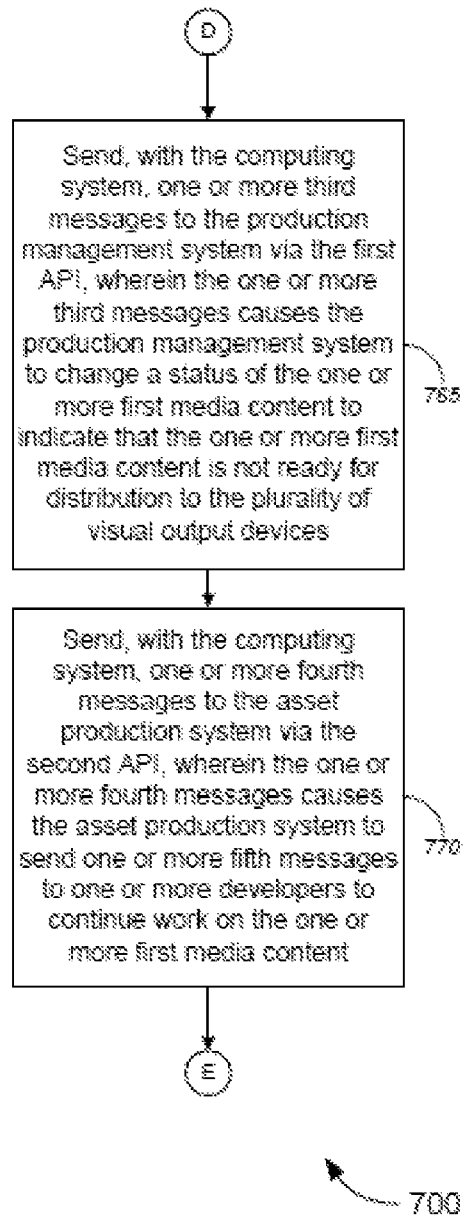 D
Send, with the computing
system, one or more third
messages to the production
management system via the first
API, wherein the one or more
third messages causes the
production management system
to change a status of the one or
more first media content to
indicate that the one or more first
media content is not ready for
distribution to the plurality of
visual output devices
765
Send, with the computing
system, one or more fourth
messages to the asset
production system via the
second API, wherein the one or
more fourth messages causes
the asset production system to
send one or more fifth messages
to one or more developers to
continue work on the one or
more first media content
770
E
700